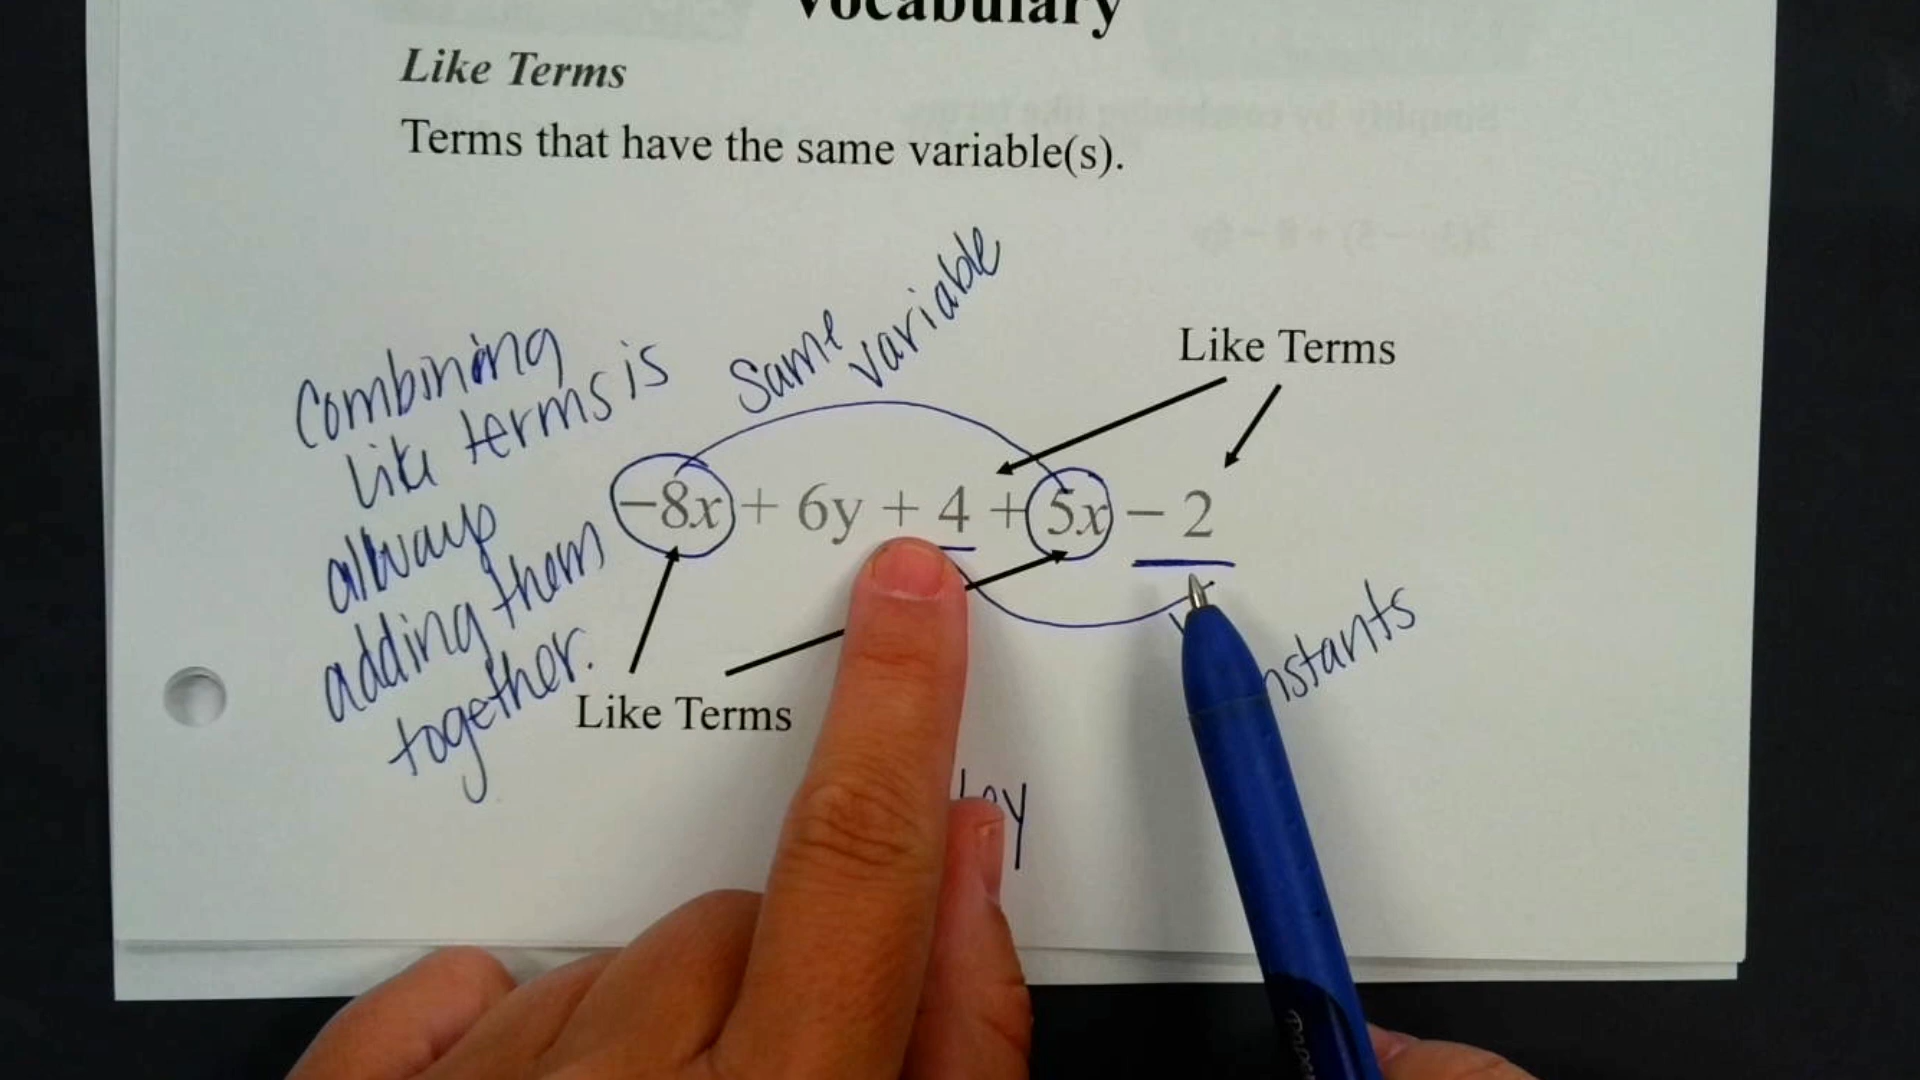 Vocabulary
Like Terms
Terms that have the same variable(s).
Combining
like terms is
always
adding them
together.
Same
variable
Like Terms
−8x + 6y + 4 + 5x − 2
Like Terms